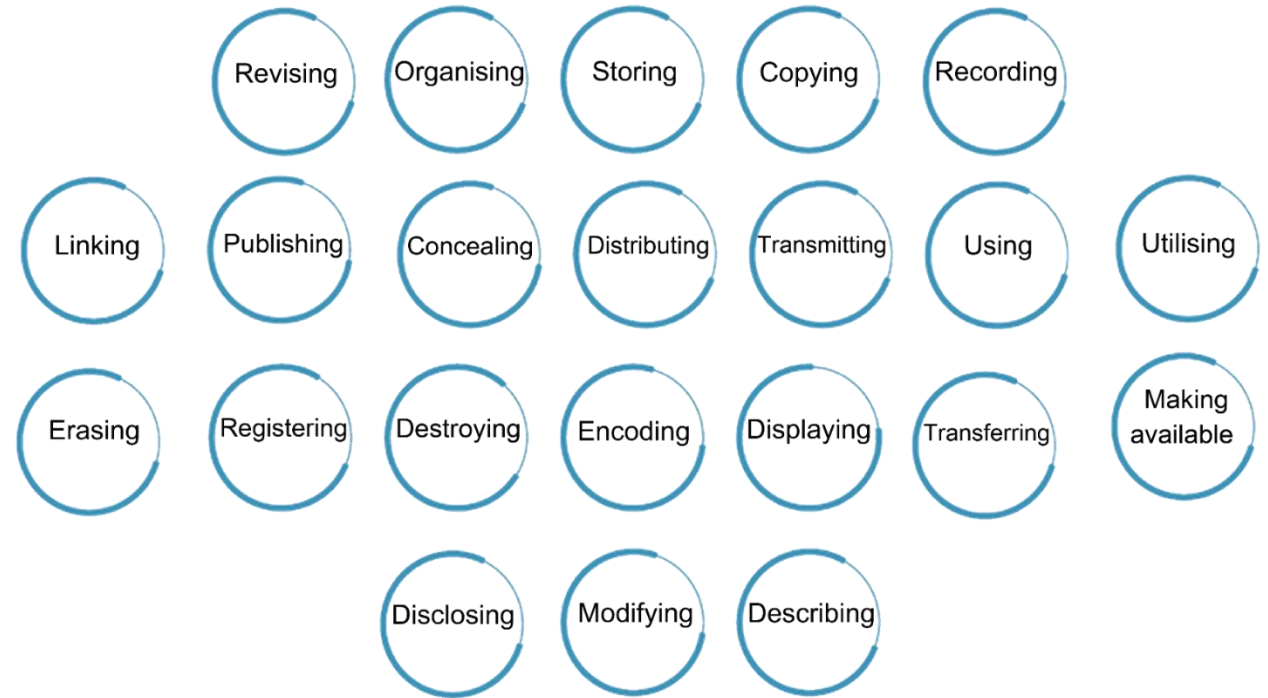 Revising
Organising
Storing
Copying
Recording
Linking
Publishing
Concealing
Distributing
Transmitting
Using
Utilising
Erasing
Registering
Destroying
Encoding
Displaying
Transferring
Making
available
Disclosing
Modifying
Describing